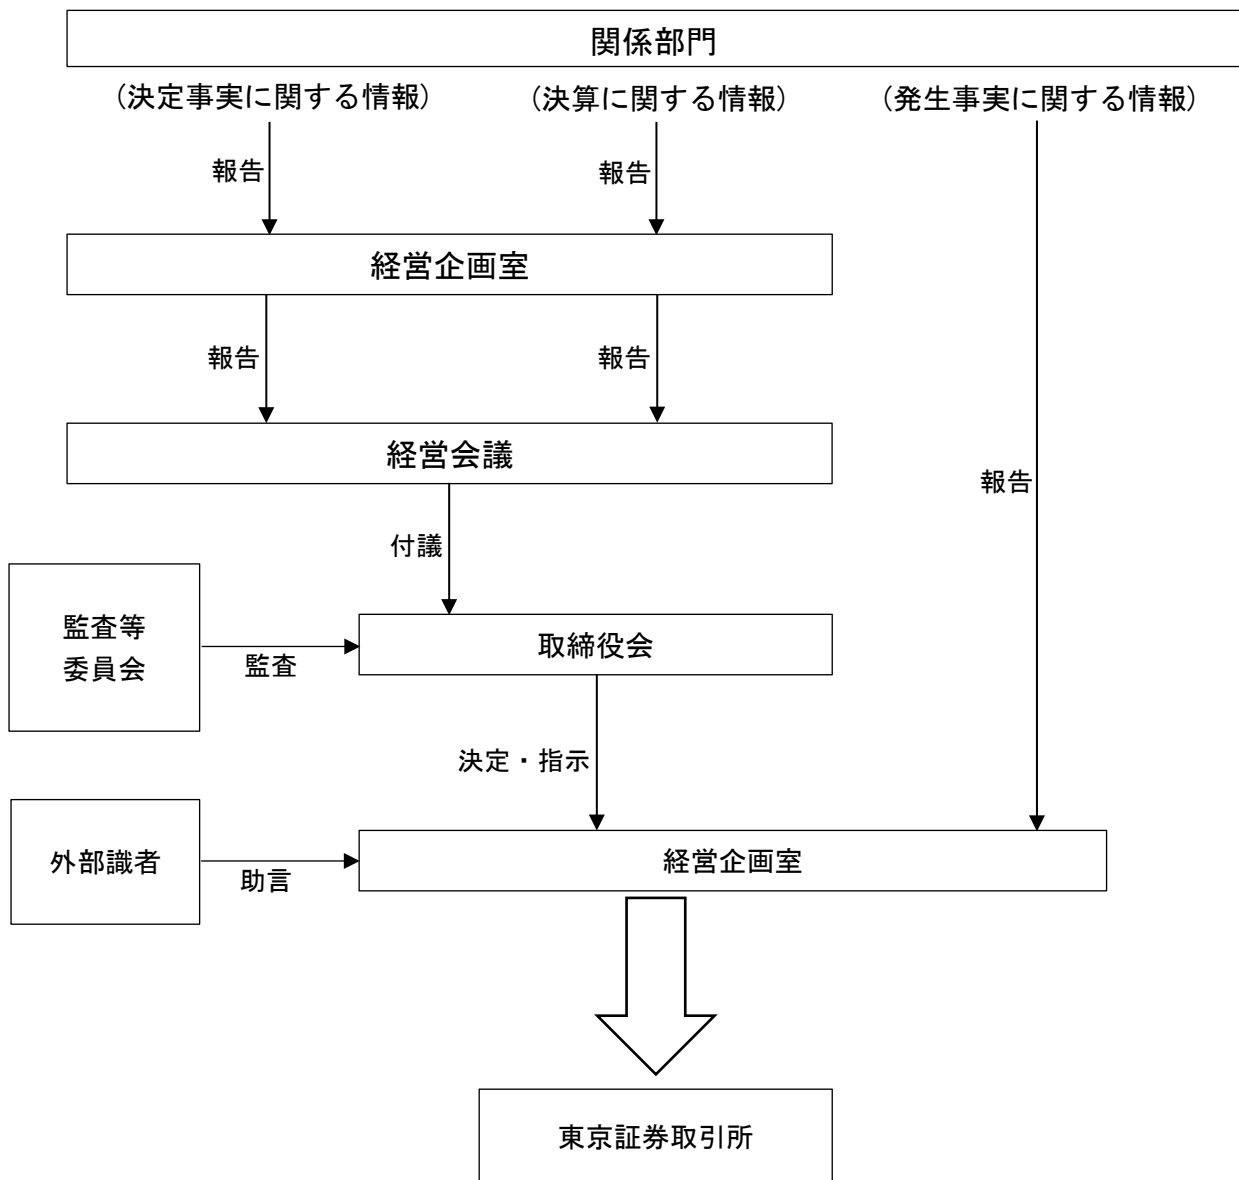 関係部門
(決定事実に関する情報)
(決算に関する情報)
(発生事実に関する情報)
報告
報告
経営企画室
報告
報告
経営会議
報告
付議
監査等
委員会
監査
取締役会
決定・指示
外部識者
助言
経営企画室
東京証券取引所